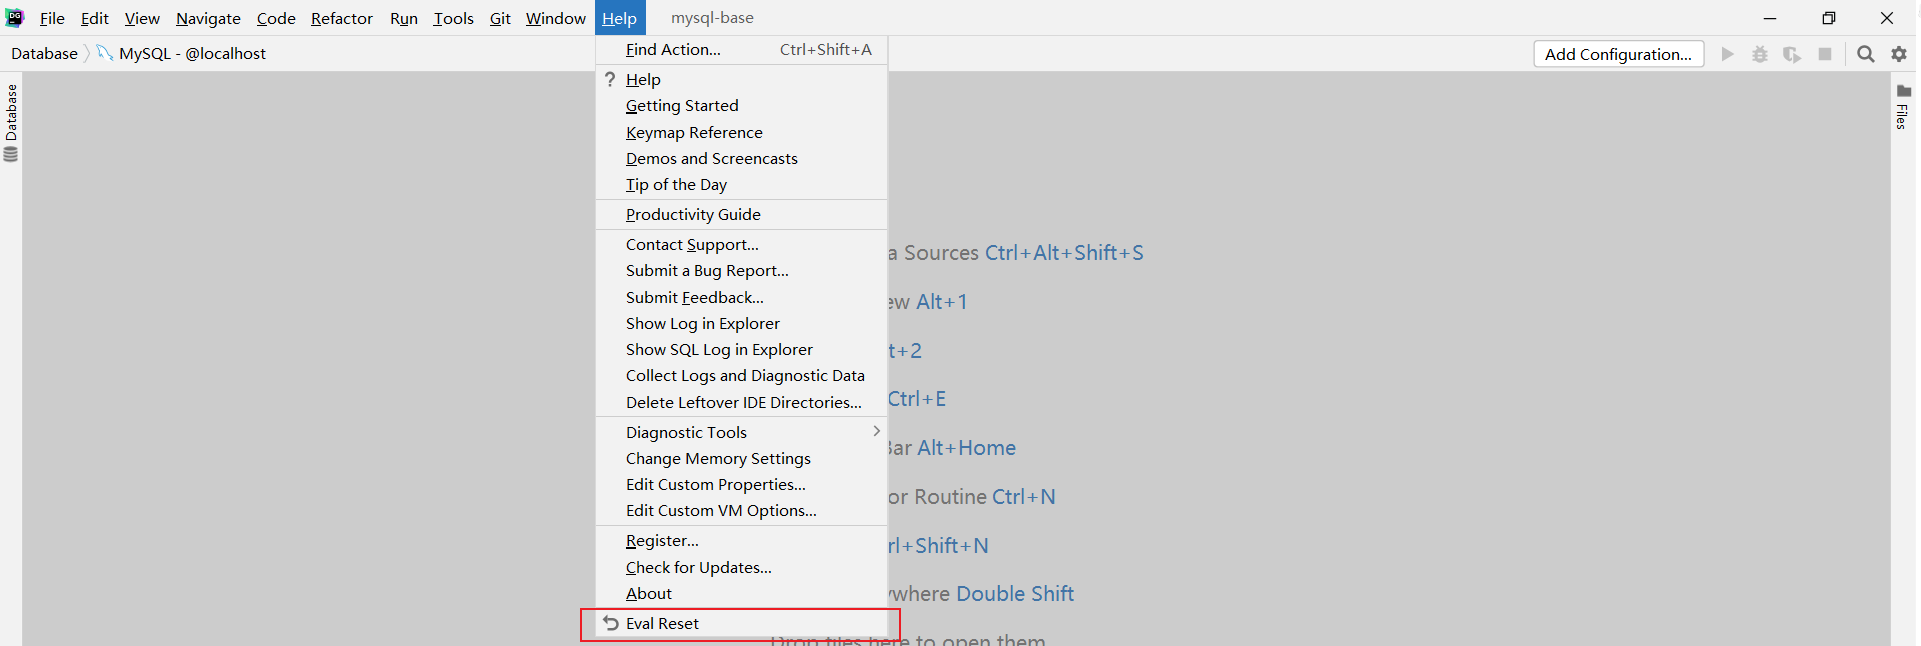 DG File Edit View Navigate Code Refactor Run Tools Git Window Help mysql-base
Database MySQL - @localhost Add Configuration...
Find Action... Ctrl+Shift+A
? Help
Getting Started
Keymap Reference
Demos and Screencasts
Tip of the Day
Productivity Guide
Contact Support...
Submit a Bug Report...
Submit Feedback...
Show Log in Explorer
Show SQL Log in Explorer
Collect Logs and Diagnostic Data
Delete Leftover IDE Directories...
Diagnostic Tools
Change Memory Settings
Edit Custom Properties...
Edit Custom VM Options...
Register...
Check for Updates...
About
Eval Reset
Database
a Sources Ctrl+Alt+Shift+S
ew Alt+1
t+2
Ctrl+E
Bar Alt+Home
or Routine Ctrl+N
rl+Shift+N
ywhere Double Shift
Drop files here to open them
Files